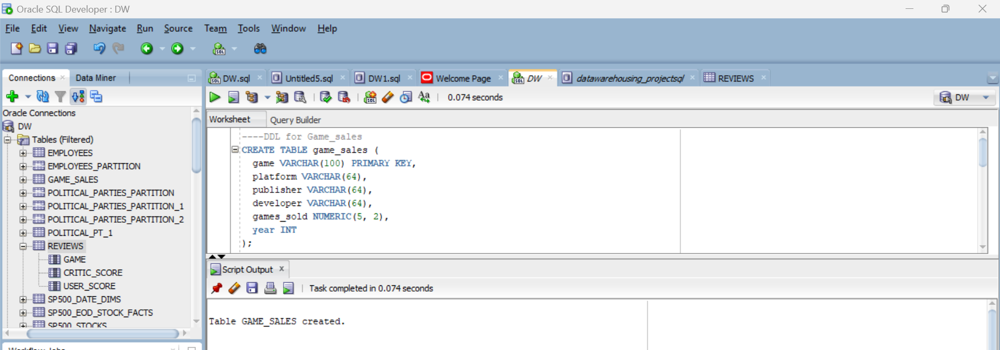 Oracle SQL Developer : DW
File Edit View Navigate Run Source Team Tools Window Help
Connections Data Miner
DW.sql Untitled5.sql DW1.sql Welcome Page DW datawarehousing_projectsql REVIEWS
0.074 seconds
DW
Oracle Connections
DW
Tables (Filtered)
EMPLOYEES
EMPLOYEES_PARTITION
GAME_SALES
POLITICAL_PARTIES_PARTITION
POLITICAL_PARTIES_PARTITION_1
POLITICAL_PARTIES_PARTITION_2
POLITICAL_PT_1
REVIEWS
GAME
CRITIC_SCORE
USER_SCORE
SP500_DATE_DIMS
SP500_EOD_STOCK_FACTS
SP500_STOCKS
Workflow Jobs
Worksheet Query Builder
----DDL for Game_sales
CREATE TABLE game_sales (
game VARCHAR(100) PRIMARY KEY,
platform VARCHAR(64),
publisher VARCHAR(64),
developer VARCHAR(64),
games_sold NUMERIC(5, 2),
year INT
);
Script Output
Task completed in 0.074 seconds
Table GAME_SALES created.